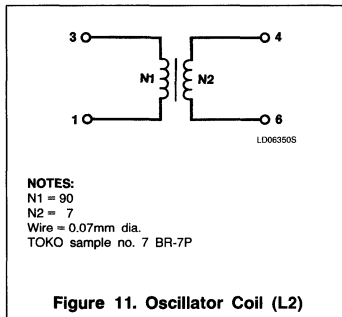 3 4
N1 N2
1 6
LD06350S
NOTES:
N1 = 90
N2 = 7
Wire = 0.07mm dia.
TOKO sample no. 7 BR-7P
Figure 11. Oscillator Coil (L2)